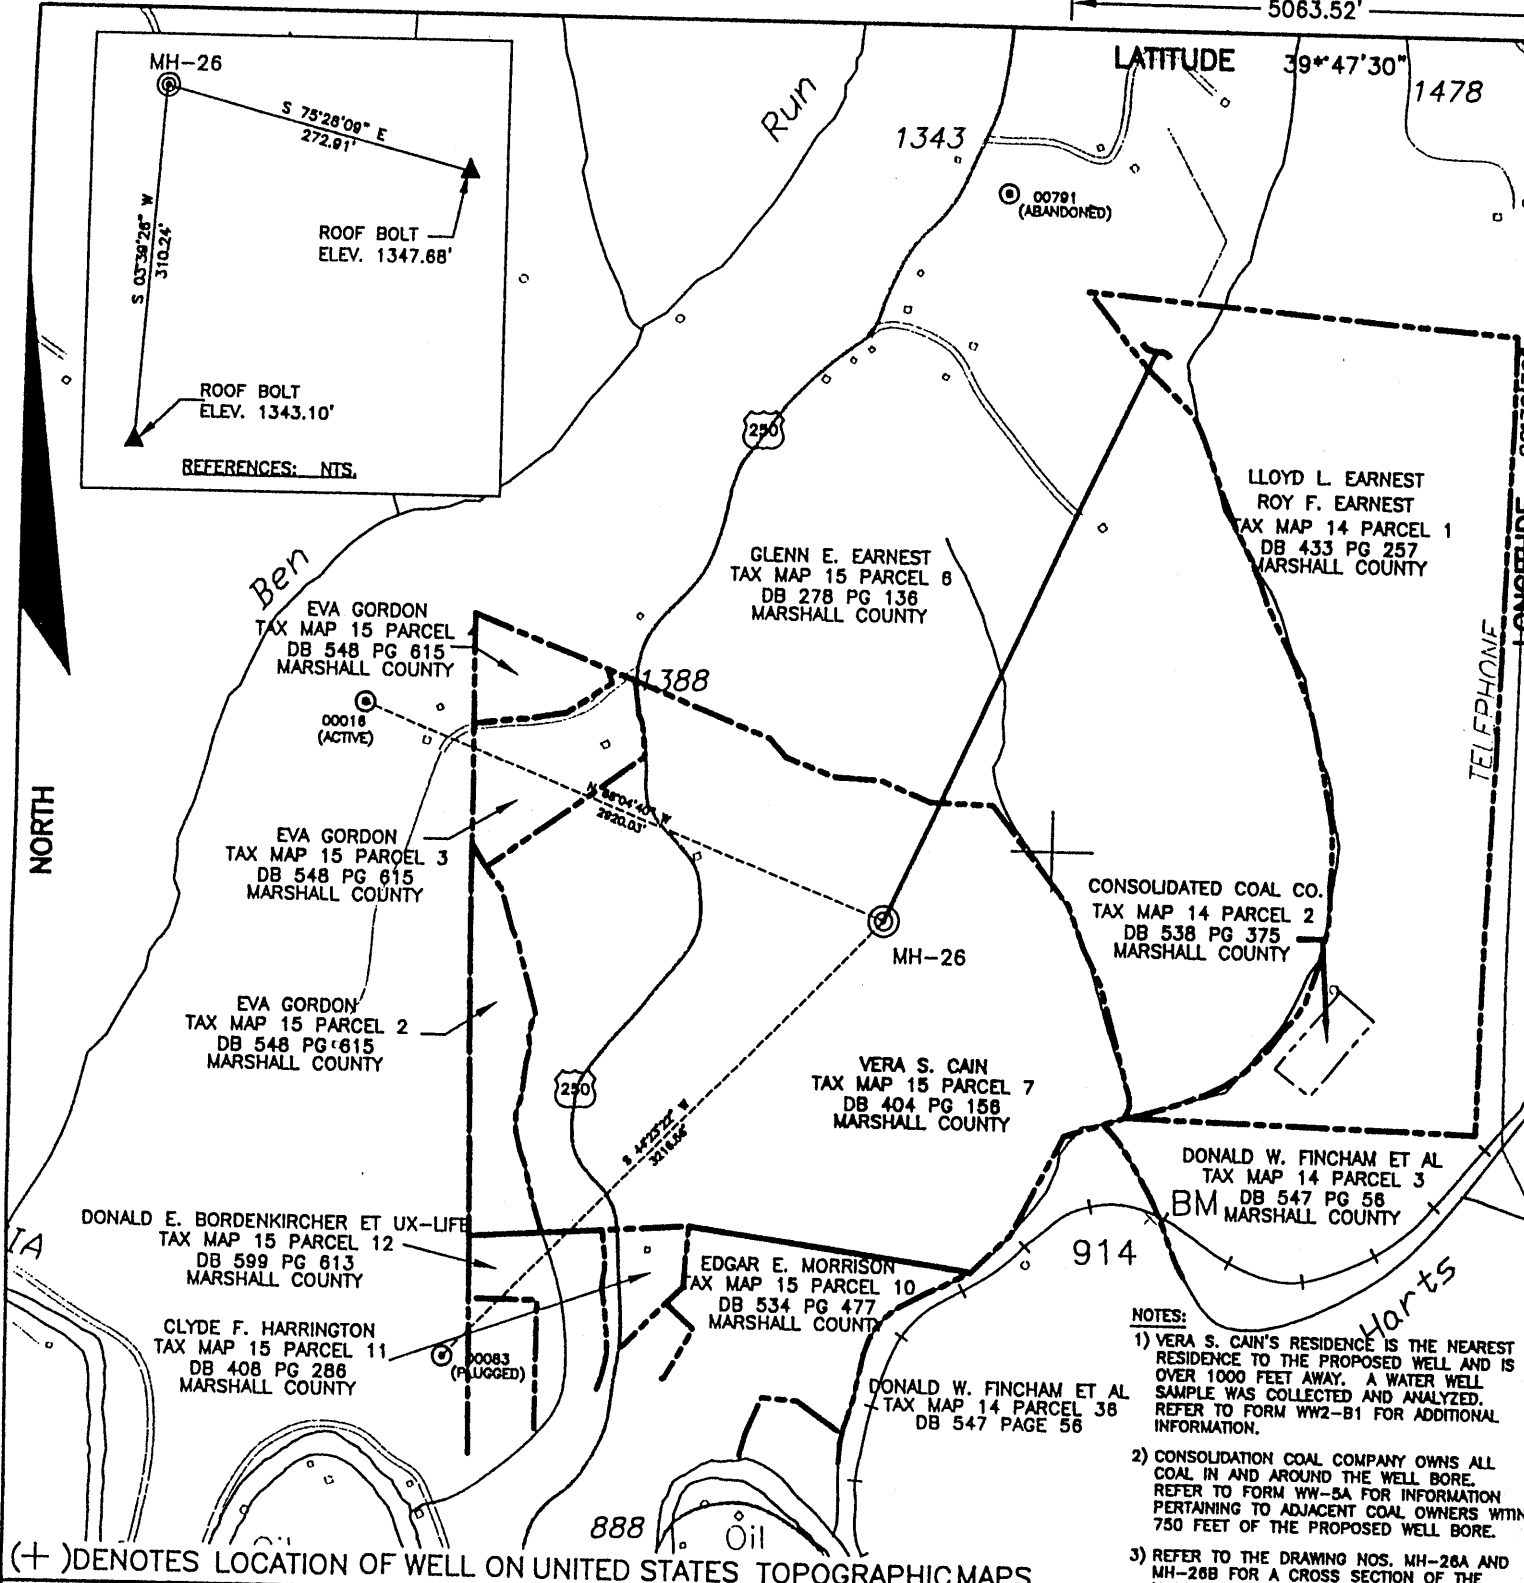 5063.52'
LATITUDE 39°47'30"
1478
MH-26
S 75°28'09" E
272.91'
S 03°39'28" W
310.24'
ROOF BOLT
ELEV. 1347.68'
ROOF BOLT
ELEV. 1343.10'
REFERENCES: NTS.
Run
1343
00791
(ABANDONED)
250
LLOYD L. EARNEST
ROY F. EARNEST
TAX MAP 14 PARCEL 1
DB 433 PG 257
MARSHALL COUNTY
LONGITUDE
TELEPHONE
GLENN E. EARNEST
TAX MAP 15 PARCEL 6
DB 278 PG 136
MARSHALL COUNTY
Ben
EVA GORDON
TAX MAP 15 PARCEL
DB 548 PG 615
MARSHALL COUNTY
1388
00016
(ACTIVE)
NORTH
N 68°04'40" W
2920.03'
EVA GORDON
TAX MAP 15 PARCEL 3
DB 548 PG 615
MARSHALL COUNTY
CONSOLIDATED COAL CO.
TAX MAP 14 PARCEL 2
DB 538 PG 375
MARSHALL COUNTY
MH-26
EVA GORDON
TAX MAP 15 PARCEL 2
DB 548 PG 615
MARSHALL COUNTY
250
VERA S. CAIN
TAX MAP 15 PARCEL 7
DB 404 PG 156
MARSHALL COUNTY
S 44°23'22" W
DONALD W. FINCHAM ET AL
TAX MAP 14 PARCEL 3
DB 547 PG 56
MARSHALL COUNTY
BM
914
Harts
DONALD E. BORDENKIRCHER ET UX-LIFE
TAX MAP 15 PARCEL 12
DB 599 PG 613
MARSHALL COUNTY
IA
EDGAR E. MORRISON
TAX MAP 15 PARCEL 10
DB 534 PG 477
MARSHALL COUNTY
CLYDE F. HARRINGTON
TAX MAP 15 PARCEL 11
DB 408 PG 286
MARSHALL COUNTY
00083
(PLUGGED)
DONALD W. FINCHAM ET AL
TAX MAP 14 PARCEL 38
DB 547 PAGE 56
NOTES:
1) VERA S. CAIN'S RESIDENCE IS THE NEAREST
RESIDENCE TO THE PROPOSED WELL AND IS
OVER 1000 FEET AWAY. A WATER WELL
SAMPLE WAS COLLECTED AND ANALYZED.
REFER TO FORM WW2-B1 FOR ADDITIONAL
INFORMATION.
2) CONSOLIDATION COAL COMPANY OWNS ALL
COAL IN AND AROUND THE WELL BORE.
REFER TO FORM WW-5A FOR INFORMATION
PERTAINING TO ADJACENT COAL OWNERS WITIN
750 FEET OF THE PROPOSED WELL BORE.
3) REFER TO THE DRAWING NOS. MH-26A AND
MH-26B FOR A CROSS SECTION OF THE
888
Oil
Oil
(+)DENOTES LOCATION OF WELL ON UNITED STATES TOPOGRAPHIC MAPS